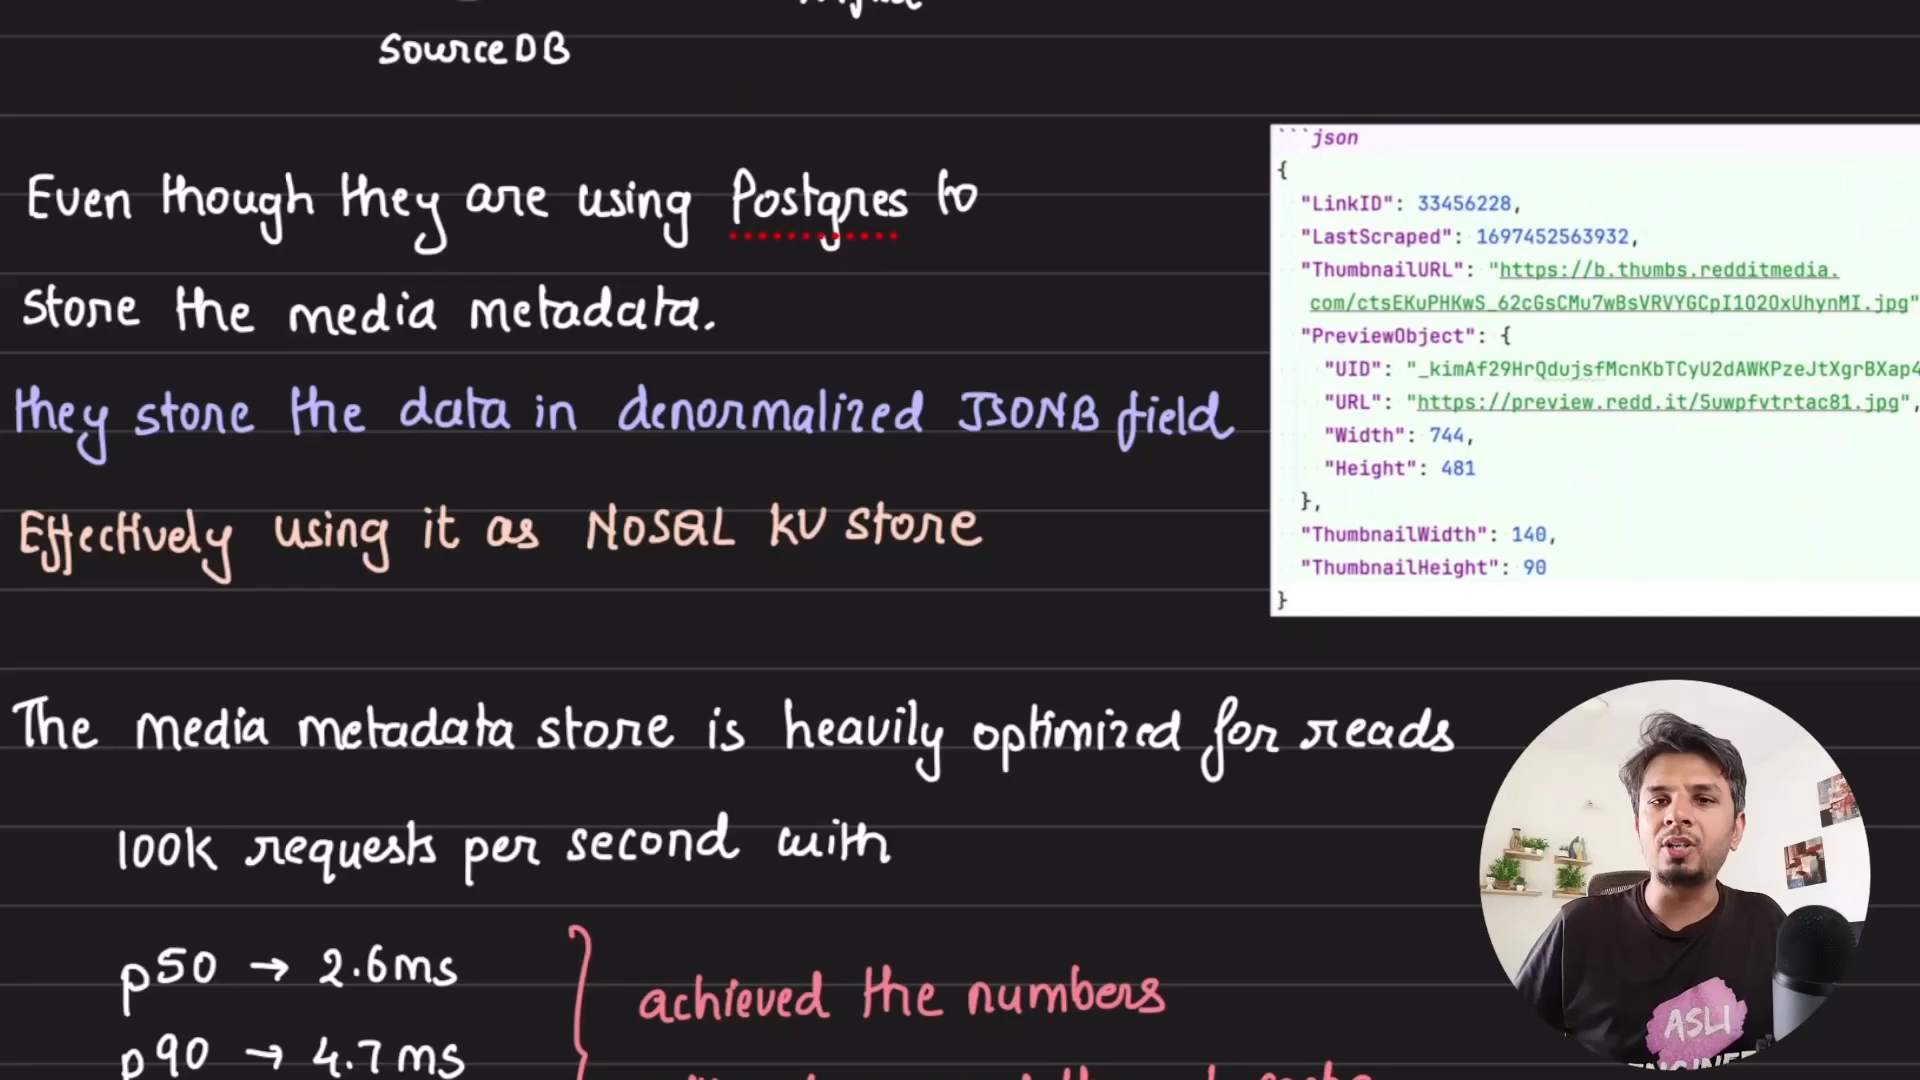 SourceDB
Even though they are using Postgres to
store the media metadata.
they store the data in denormalized JSONB field
Effectively using it as NoSQL KV store
```json
{
"LinkID": 33456228,
"LastScraped": 1697452563932,
"ThumbnailURL": "https://b.thumbs.redditmedia.
com/ctsEKuPHKwS_62cGsCMu7wBsVRVYGCpI1O2OxUhynMI.jpg"
"PreviewObject": {
"UID": "_kimAf29HrQdujsfMcnKbTCyU2dAWKPzeJtXgrBXap4
"URL": "https://preview.redd.it/5uwpfvtrtac81.jpg",
"Width": 744,
"Height": 481
},
"ThumbnailWidth": 140,
"ThumbnailHeight": 90
}
The media metadata store is heavily optimized for reads
100k requests per second with
p50 → 2.6ms
p90 → 4.7ms
achieved the numbers
ASLI